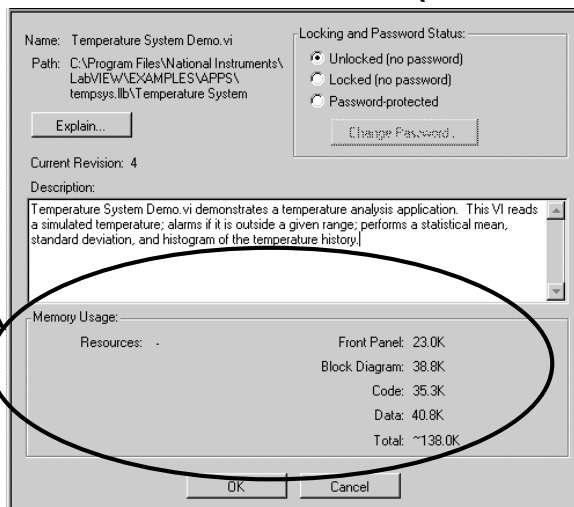 Name: Temperature System Demo.vi
Path: C:\Program Files\National Instruments\
LabVIEW\EXAMPLES\APPS\
tempsys.llb\Temperature System
Explain...
Current Revision: 4
Locking and Password Status:
Unlocked (no password)
Locked (no password)
Password-protected
Change Password .
Description:
Temperature System Demo.vi demonstrates a temperature analysis application. This VI reads
a simulated temperature; alarms if it is outside a given range; performs a statistical mean,
standard deviation, and histogram of the temperature history.
Memory Usage:
Resources: -
Front Panel: 23.0K
Block Diagram: 38.8K
Code: 35.3K
Data: 40.8K
Total: ~138.0K
OK
Cancel